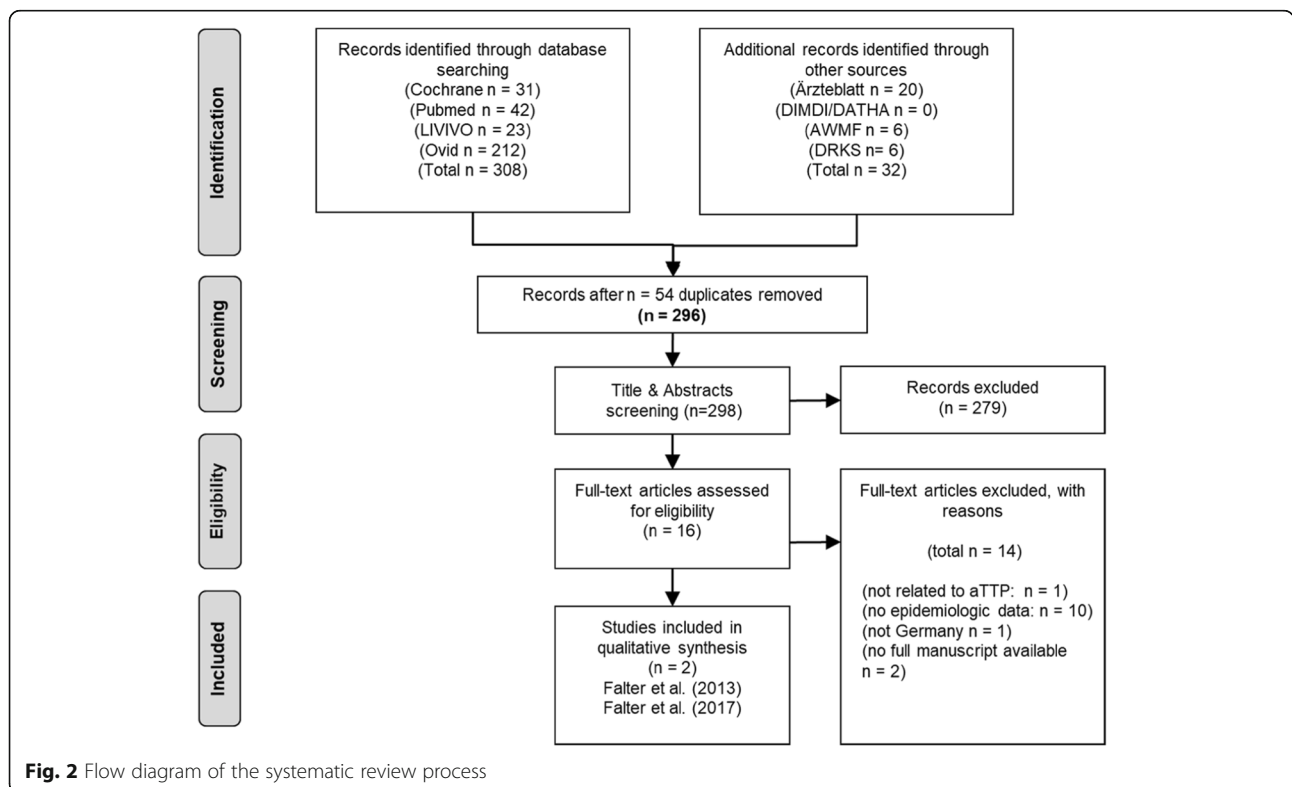 Identification
Records identified through database
searching
(Cochrane n = 31)
(Pubmed n = 42)
(LIVIVO n = 23)
(Ovid n = 212)
(Total n = 308)
Additional records identified through
other sources
(Ärzteblatt n = 20)
(DIMDI/DATHA n = 0)
(AWMF n = 6)
(DRKS n= 6)
(Total n = 32)
Screening
Records after n = 54 duplicates removed
(n = 296)
Title & Abstracts
screening (n=298)
Records excluded
(n = 279)
Eligibility
Full-text articles assessed
for eligibility
(n = 16)
Full-text articles excluded, with
reasons
(total n = 14)
(not related to aTTP: n = 1)
(no epidemiologic data: n = 10)
(not Germany n = 1)
(no full manuscript available
n = 2)
Included
Studies included in
qualitative synthesis
(n = 2)
Falter et al. (2013)
Falter et al. (2017)
Fig. 2 Flow diagram of the systematic review process